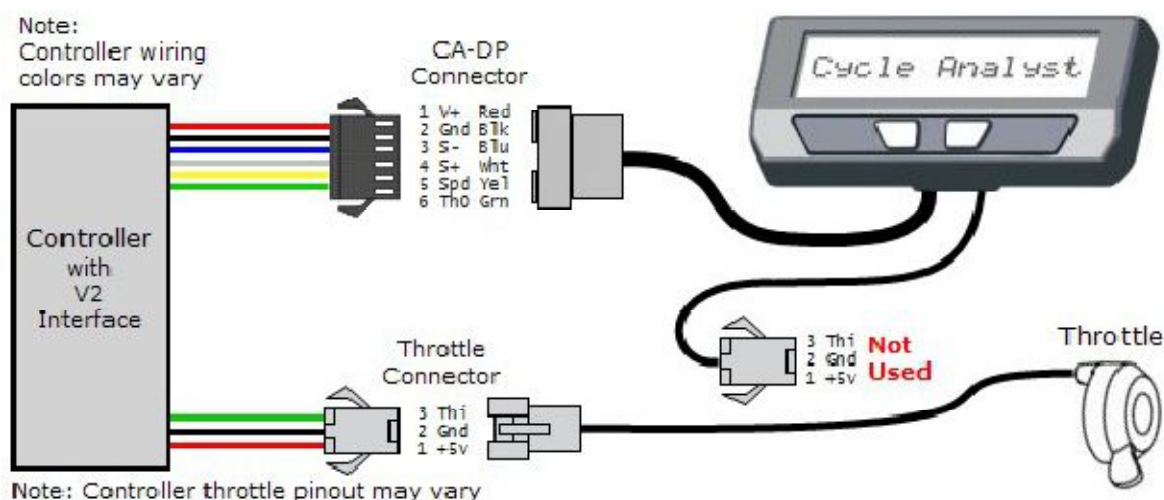 Note:
Controller wiring
colors may vary
CA-DP
Connector
1 V+ Red
2 Gnd Blk
3 S- Blu
4 S+ Wht
5 Spd Yel
6 ThO Grn
Cycle Analyst
Controller
with
V2
Interface
Throttle
Connector
3 Thi
2 Gnd
1 +5v
3 Thi
2 Gnd
1 +5v
Not
Used
Throttle
Note: Controller throttle pinout may vary